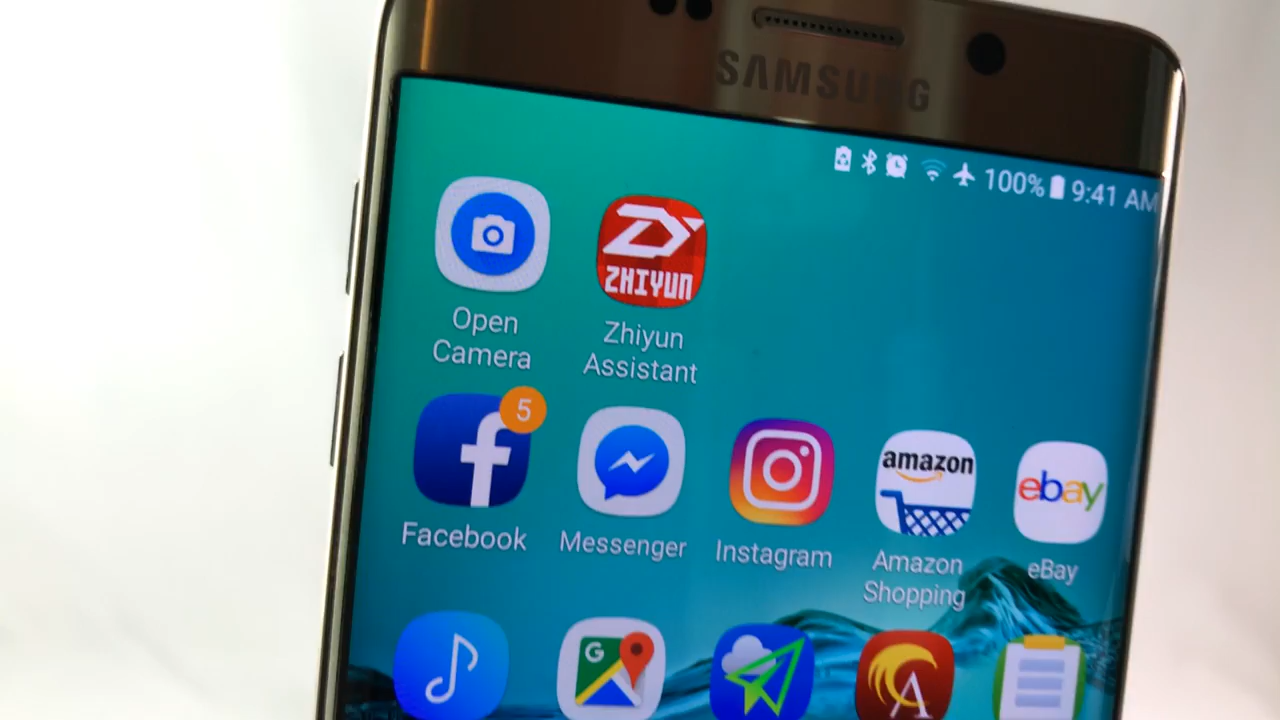 SAMSUNG
100% 9:41 AM
ZHIYUN
Open
Camera
Zhiyun
Assistant
5
amazon
ebay
Facebook
Messenger
Instagram
Amazon
Shopping
eBay
G
A